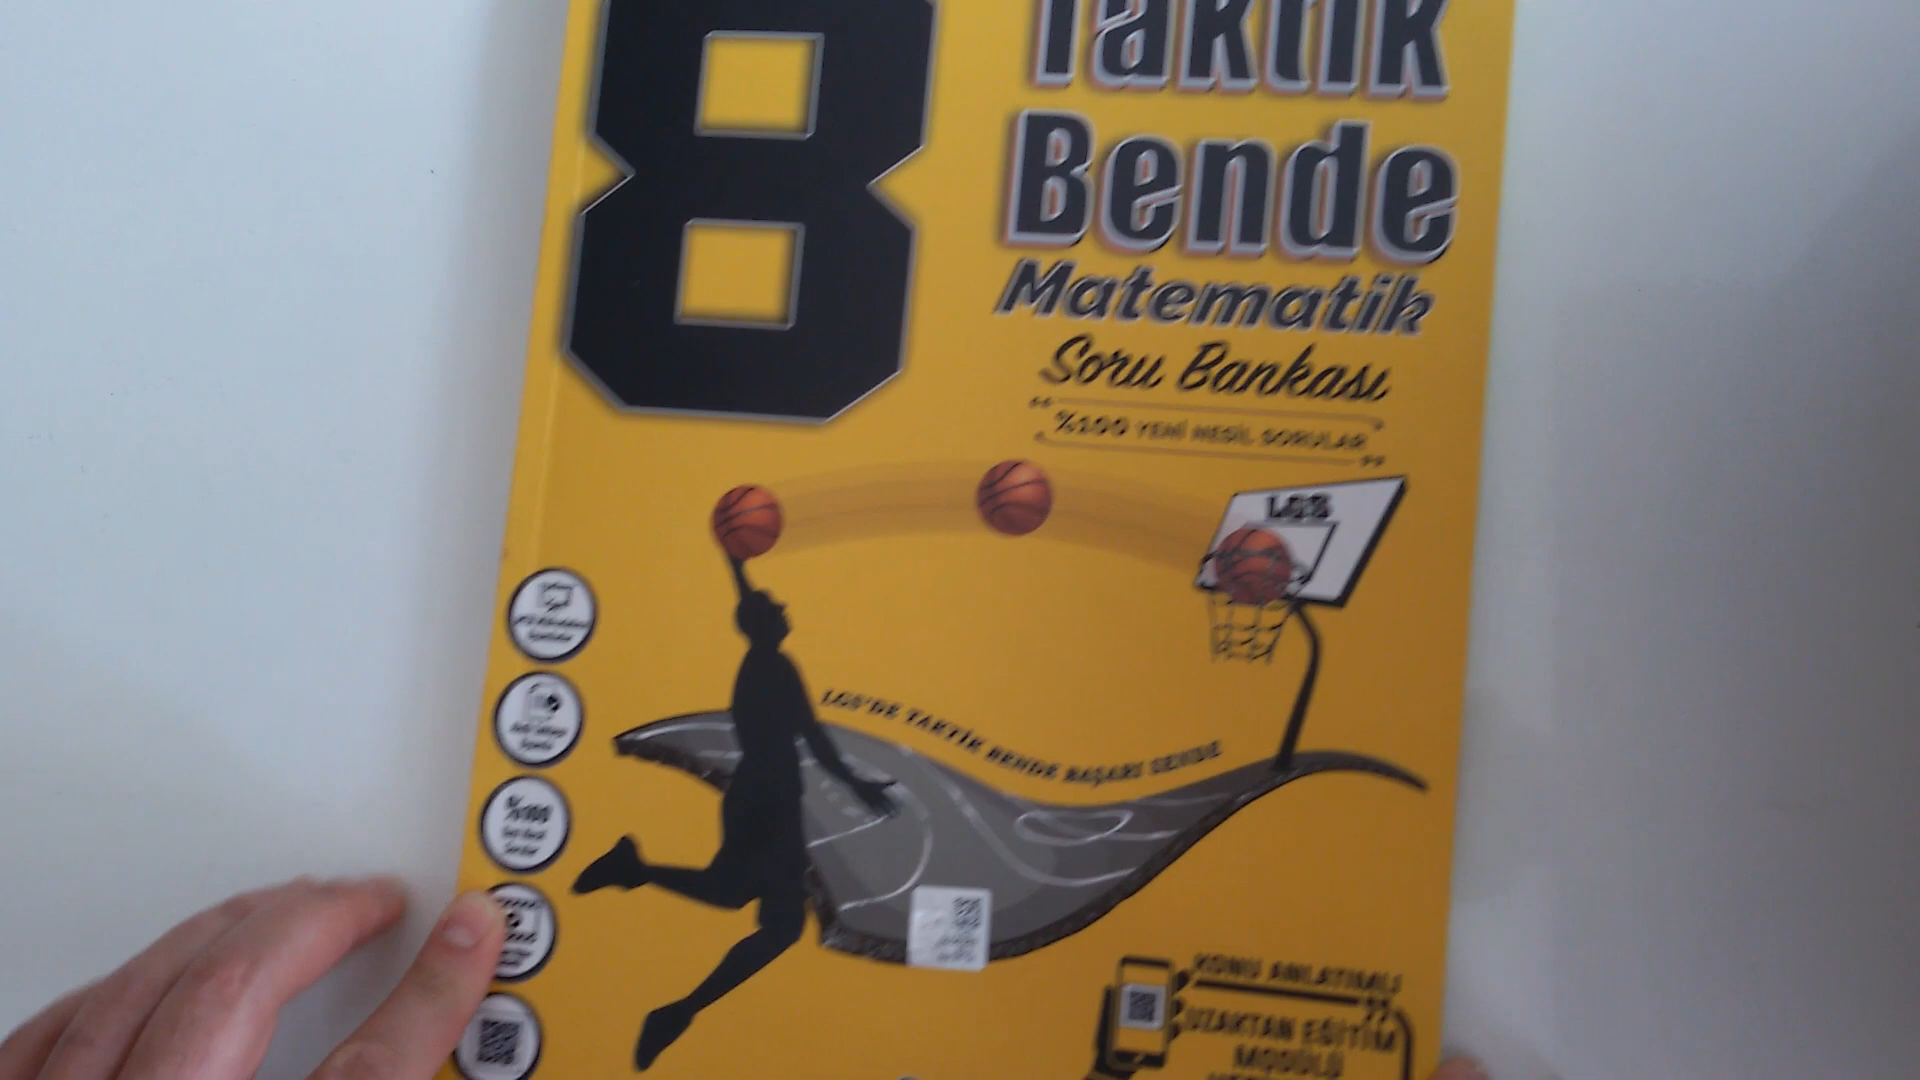 8
Taktik
Bende
Matematik
Soru Bankası
"%100 YENİ NESİL SORULAR"
LGS
LGS'DE TAKTİK BENDE BAŞARI SENDE
%100
KONU ANLATIMLI
UZAKTAN EĞİTİM
MODÜLÜ